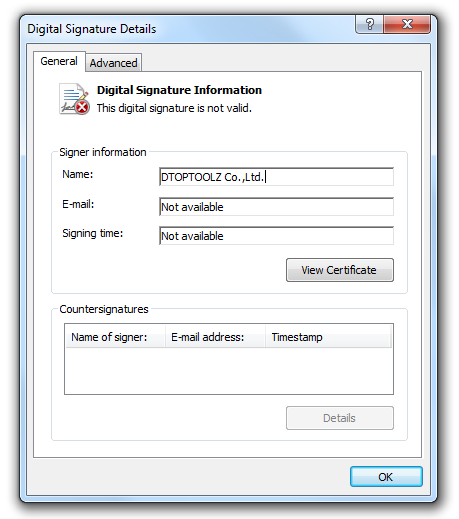 Digital Signature Details
?
General
Advanced
Digital Signature Information
This digital signature is not valid.
Signer information
Name:
DTOPTOOLZ Co.,Ltd.
E-mail:
Not available
Signing time:
Not available
View Certificate
Countersignatures
Name of signer:
E-mail address:
Timestamp
Details
OK